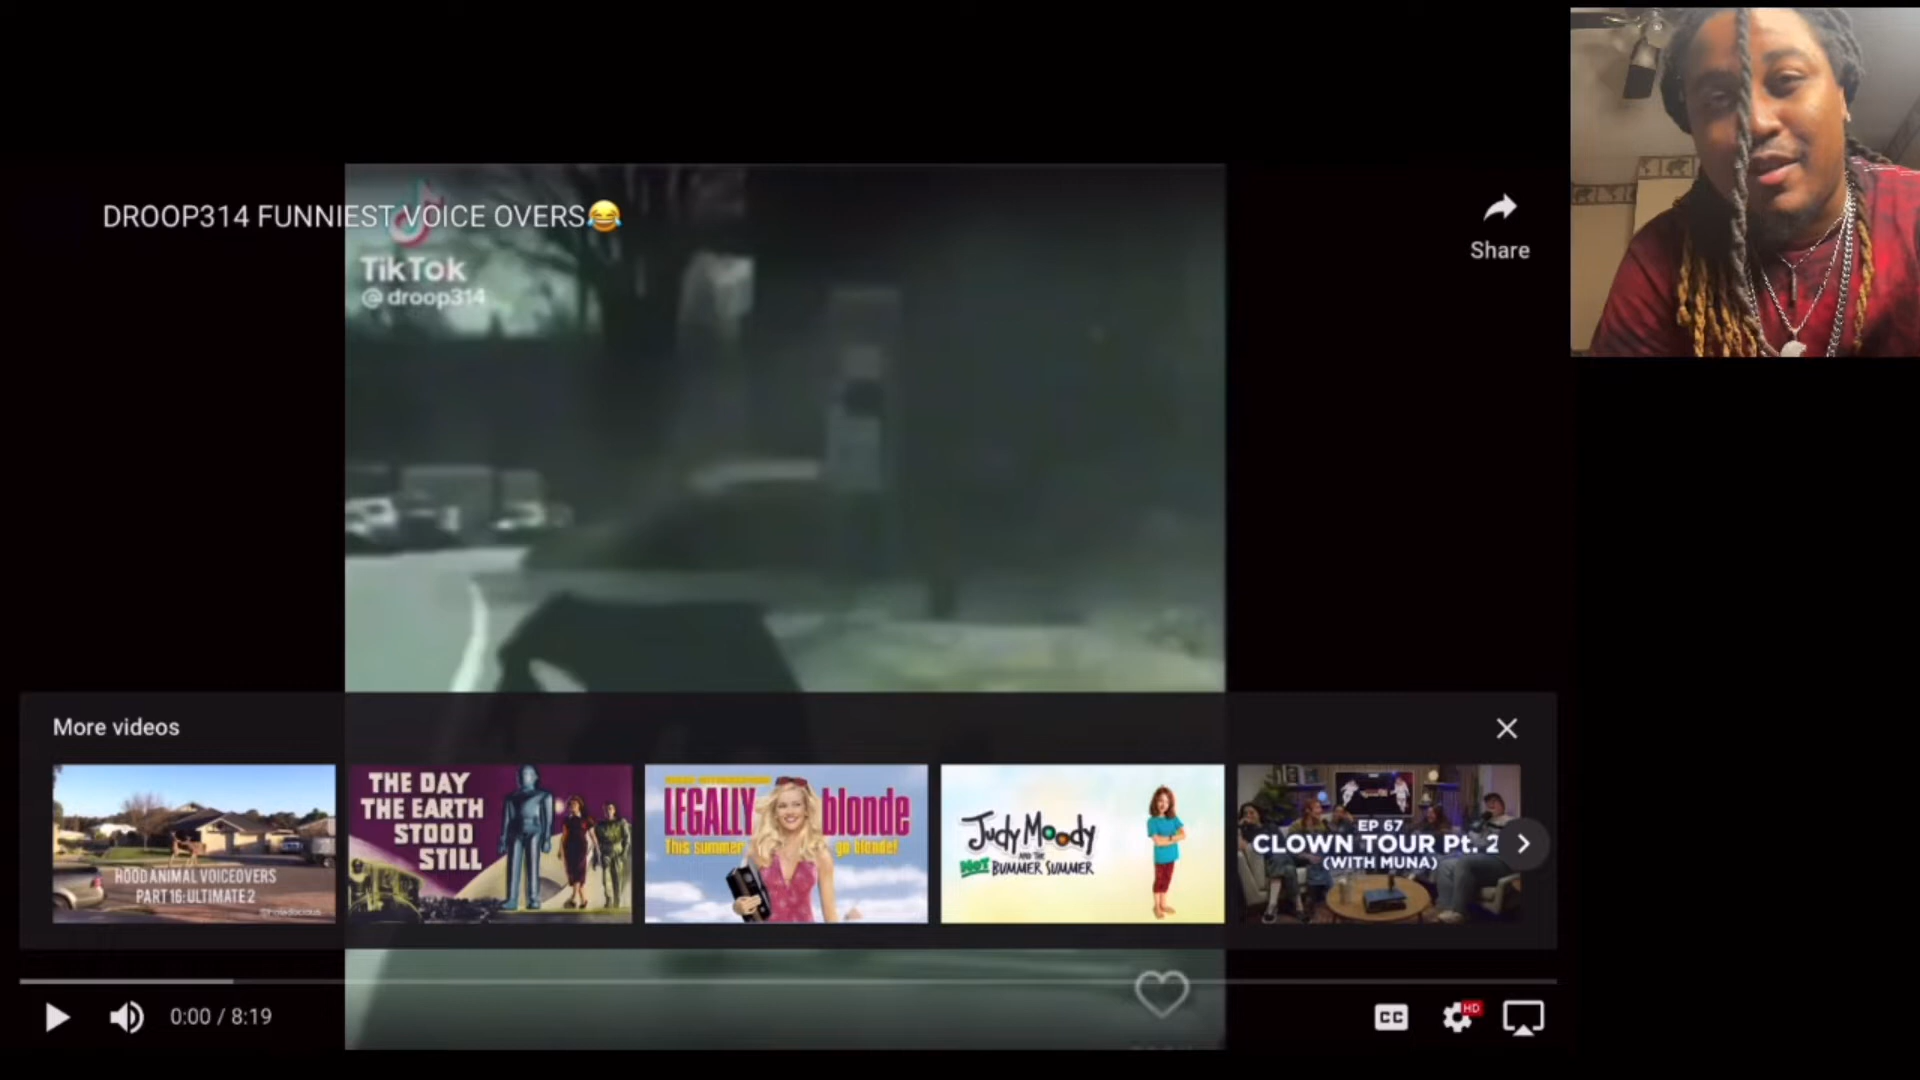 DROOP314 FUNNIEST VOICE OVERS😂
Share
TikTok
@droop314
More videos
HOOD ANIMAL VOICEOVERS
PART 16: ULTIMATE 2
THE DAY
THE EARTH
STOOD
STILL
LEGALLY blonde
This summer go blonde!
Judy Moody
AND THE
NOT BUMMER SUMMER
EP 67
CLOWN TOUR Pt. 2
(WITH MUNA)
0:00 / 8:19
CC
HD